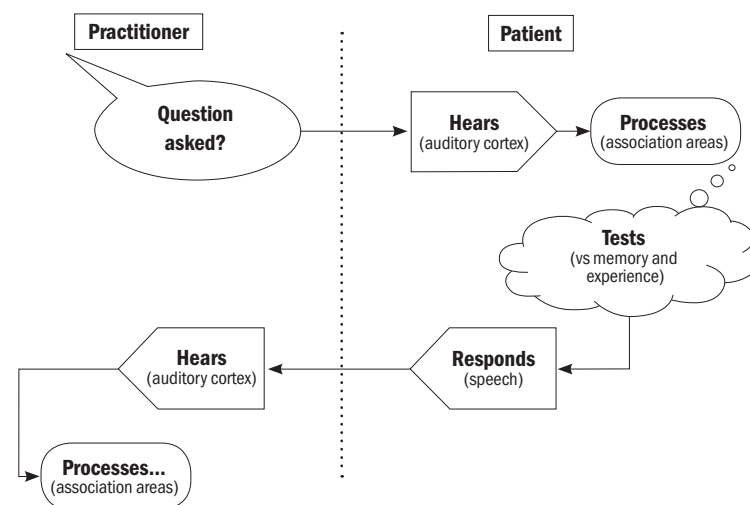 Practitioner
Patient
Question
asked?
Hears
(auditory cortex)
Processes
(association areas)
Tests
(vs memory and
experience)
Hears
(auditory cortex)
Responds
(speech)
Processes...
(association areas)